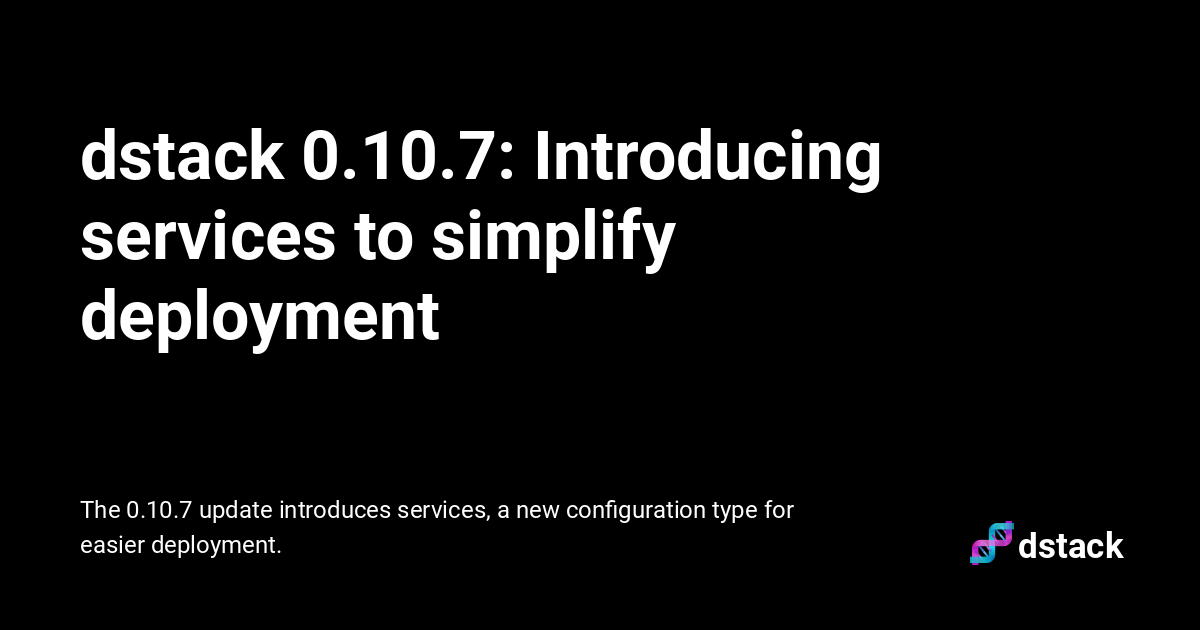 dstack 0.10.7: Introducing
services to simplify
deployment
The 0.10.7 update introduces services, a new configuration type for
easier deployment.
dstack